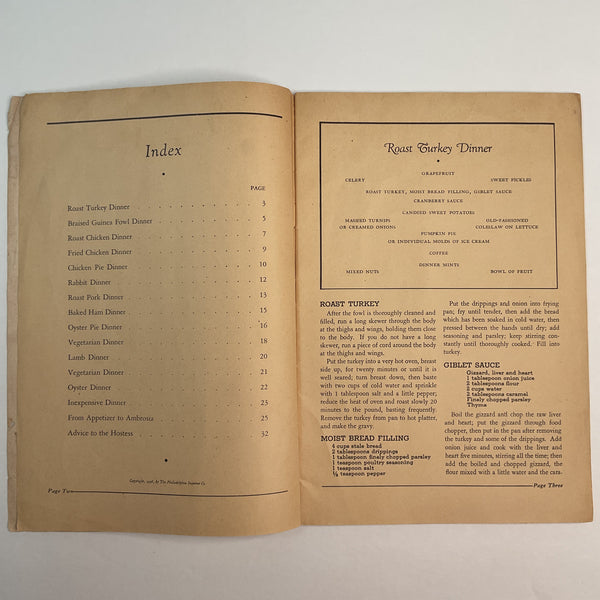 Index
PAGE
Roast Turkey Dinner 3
Braised Guinea Fowl Dinner 5
Roast Chicken Dinner 7
Fried Chicken Dinner 9
Chicken Pie Dinner 10
Rabbit Dinner 12
Roast Pork Dinner 13
Baked Ham Dinner 15
Oyster Pie Dinner 16
Vegetarian Dinner 18
Lamb Dinner 20
Vegetarian Dinner 21
Oyster Dinner 22
Inexpensive Dinner 23
From Appetizer to Ambrosia 25
Advice to the Hostess 32
Page Two
Copyright, by The Philadelphia Inquirer Co.
Roast Turkey Dinner
GRAPEFRUIT
CELERY SWEET PICKLES
ROAST TURKEY, MOIST BREAD FILLING, GIBLET SAUCE
CRANBERRY SAUCE
CANDIED SWEET POTATOES
MASHED TURNIPS OLD-FASHIONED
OR CREAMED ONIONS COLESLAW ON LETTUCE
PUMPKIN PIE
OR INDIVIDUAL MOLDS OF ICE CREAM
COFFEE
DINNER MINTS
MIXED NUTS BOWL OF FRUIT
ROAST TURKEY
After the fowl is thoroughly cleaned and
filled, run a long skewer through the body
at the thighs and wings, holding them close
to the body. If you do not have a long
skewer, run a piece of cord around the body
at the thighs and wings.
Put the turkey into a very hot oven, breast
side up, for twenty minutes or until it is
well seared; turn breast down, then baste
with two cups of cold water and sprinkle
with 1 tablespoon salt and a little pepper;
reduce the heat of oven and roast slowly 20
minutes to the pound, basting frequently.
Remove the turkey from pan to hot platter,
and make the gravy.
MOIST BREAD FILLING
4 cups stale bread
2 tablespoons drippings
1 tablespoon finely chopped parsley
1 teaspoon poultry seasoning
1 teaspoon salt
⅛ teaspoon pepper
Put the drippings and onion into frying
pan; fry until tender, then add the bread
which has been soaked in cold water, then
pressed between the hands until dry; add
seasoning and parsley; keep stirring con-
stantly until thoroughly cooked. Fill into
turkey.
GIBLET SAUCE
Gizzard, liver and heart
1 tablespoon onion juice
2 tablespoons flour
2 cups water
2 tablespoons caramel
Finely chopped parsley
Thyme
Boil the gizzard and chop the raw liver
and heart; put the gizzard through food
chopper, then put in the pan after removing
the turkey and some of the drippings. Add
onion juice and cook with the liver and
heart five minutes, stirring all the time; then
add the boiled and chopped gizzard, the
flour mixed with a little water and the cara-
Page Three